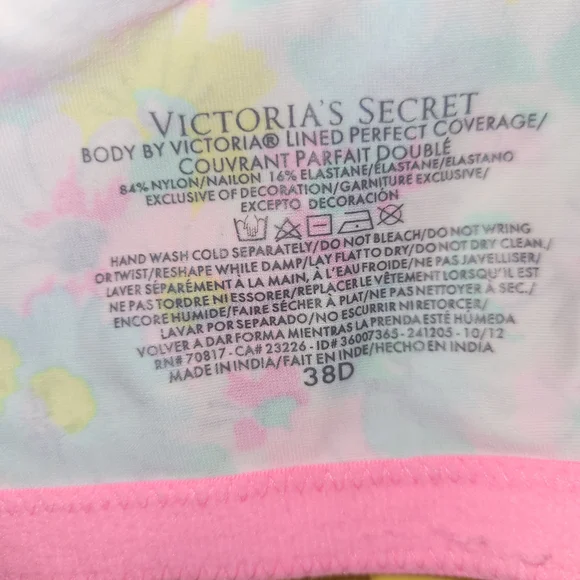 VICTORIA'S SECRET
BODY BY VICTORIA® LINED PERFECT COVERAGE/
COUVRANT PARFAIT DOUBLÉ
84% NYLON/NAILON 16% ELASTANE/ÉLASTANE/ELASTANO
EXCLUSIVE OF DECORATION/GARNITURE EXCLUSIVE/
EXCEPTO DECORACIÓN
HAND WASH COLD SEPARATELY/DO NOT BLEACH/DO NOT WRING
OR TWIST/RESHAPE WHILE DAMP/LAY FLAT TO DRY/DO NOT DRY CLEAN./
LAVER SÉPARÉMENT À LA MAIN, À L'EAU FROIDE/NE PAS JAVELLISER/
NE PAS TORDRE NI ESSORER/REPLACER LE VÊTEMENT LORSQU'IL EST
ENCORE HUMIDE/FAIRE SÉCHER À PLAT/NE PAS NETTOYER À SEC./
LAVAR POR SEPARADO/NO ESCURRIR NI RETORCER/
VOLVER A DAR FORMA MIENTRAS LA PRENDA ESTÉ HÚMEDA
RN# 70817 - CA# 23226 - ID# 36007365 - 241205 - 10/12
MADE IN INDIA/FAIT EN INDE/HECHO EN INDIA
38D